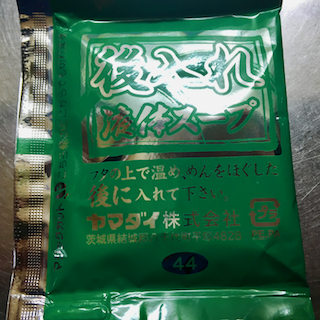 後入れ
液体スープ
フタの上で温め、めんをほぐした
後に入れて下さい。
ヤマダイ株式会社
プラ
茨城県結城郡八千代町平塚4828
44